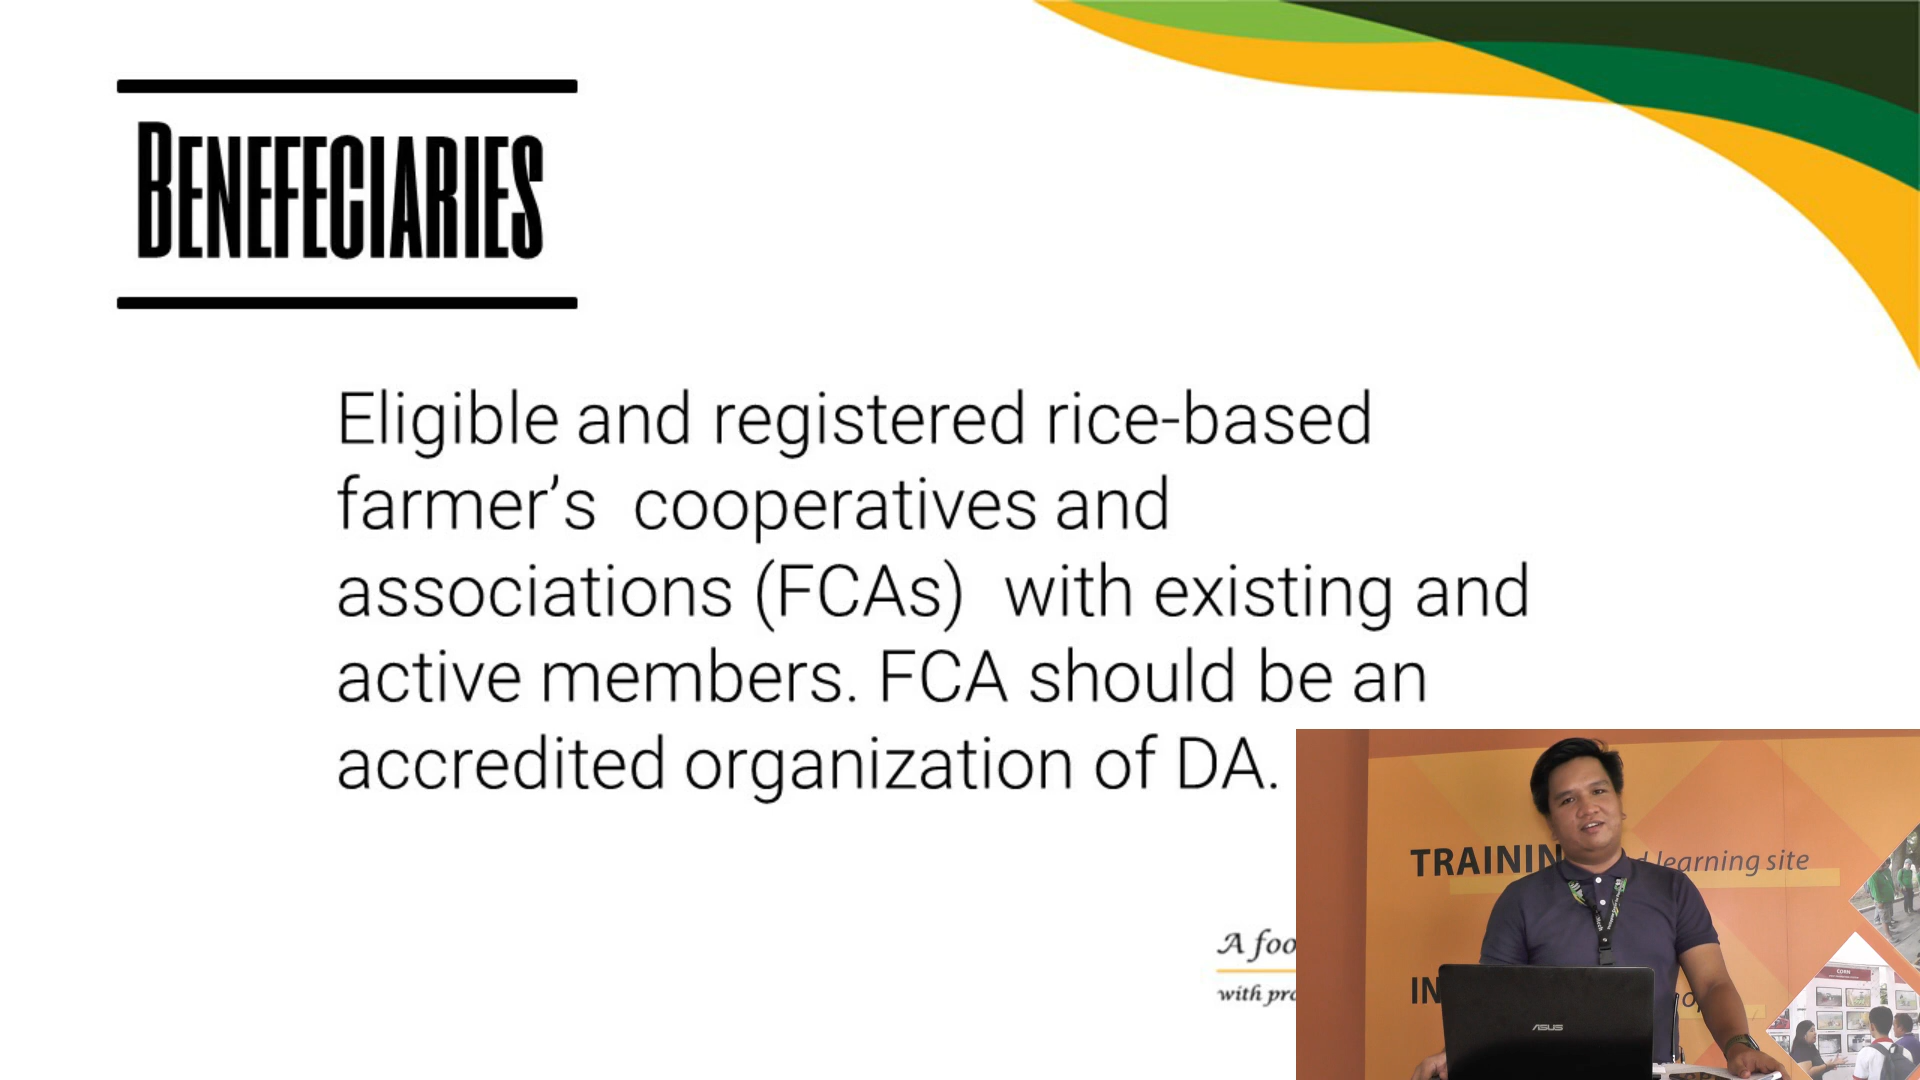 BENEFECIARIES
Eligible and registered rice-based
farmer’s cooperatives and
associations (FCAs) with existing and
active members. FCA should be an
accredited organization of DA.
A
with
TRAININ
learning site
ASUS